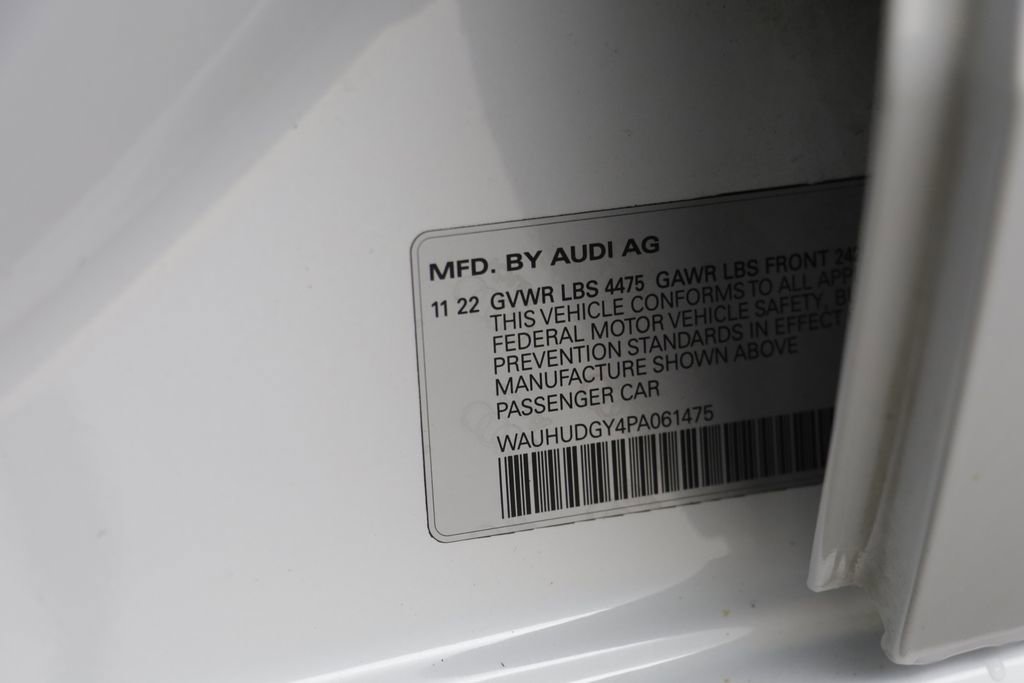 MFD. BY AUDI AG
11 22 GVWR LBS 4475 GAWR LBS FRONT
THIS VEHICLE CONFORMS TO ALL
FEDERAL MOTOR VEHICLE SAFETY,
PREVENTION STANDARDS IN EFFECT
MANUFACTURE SHOWN ABOVE
PASSENGER CAR
WAUHUDGY4PA061475